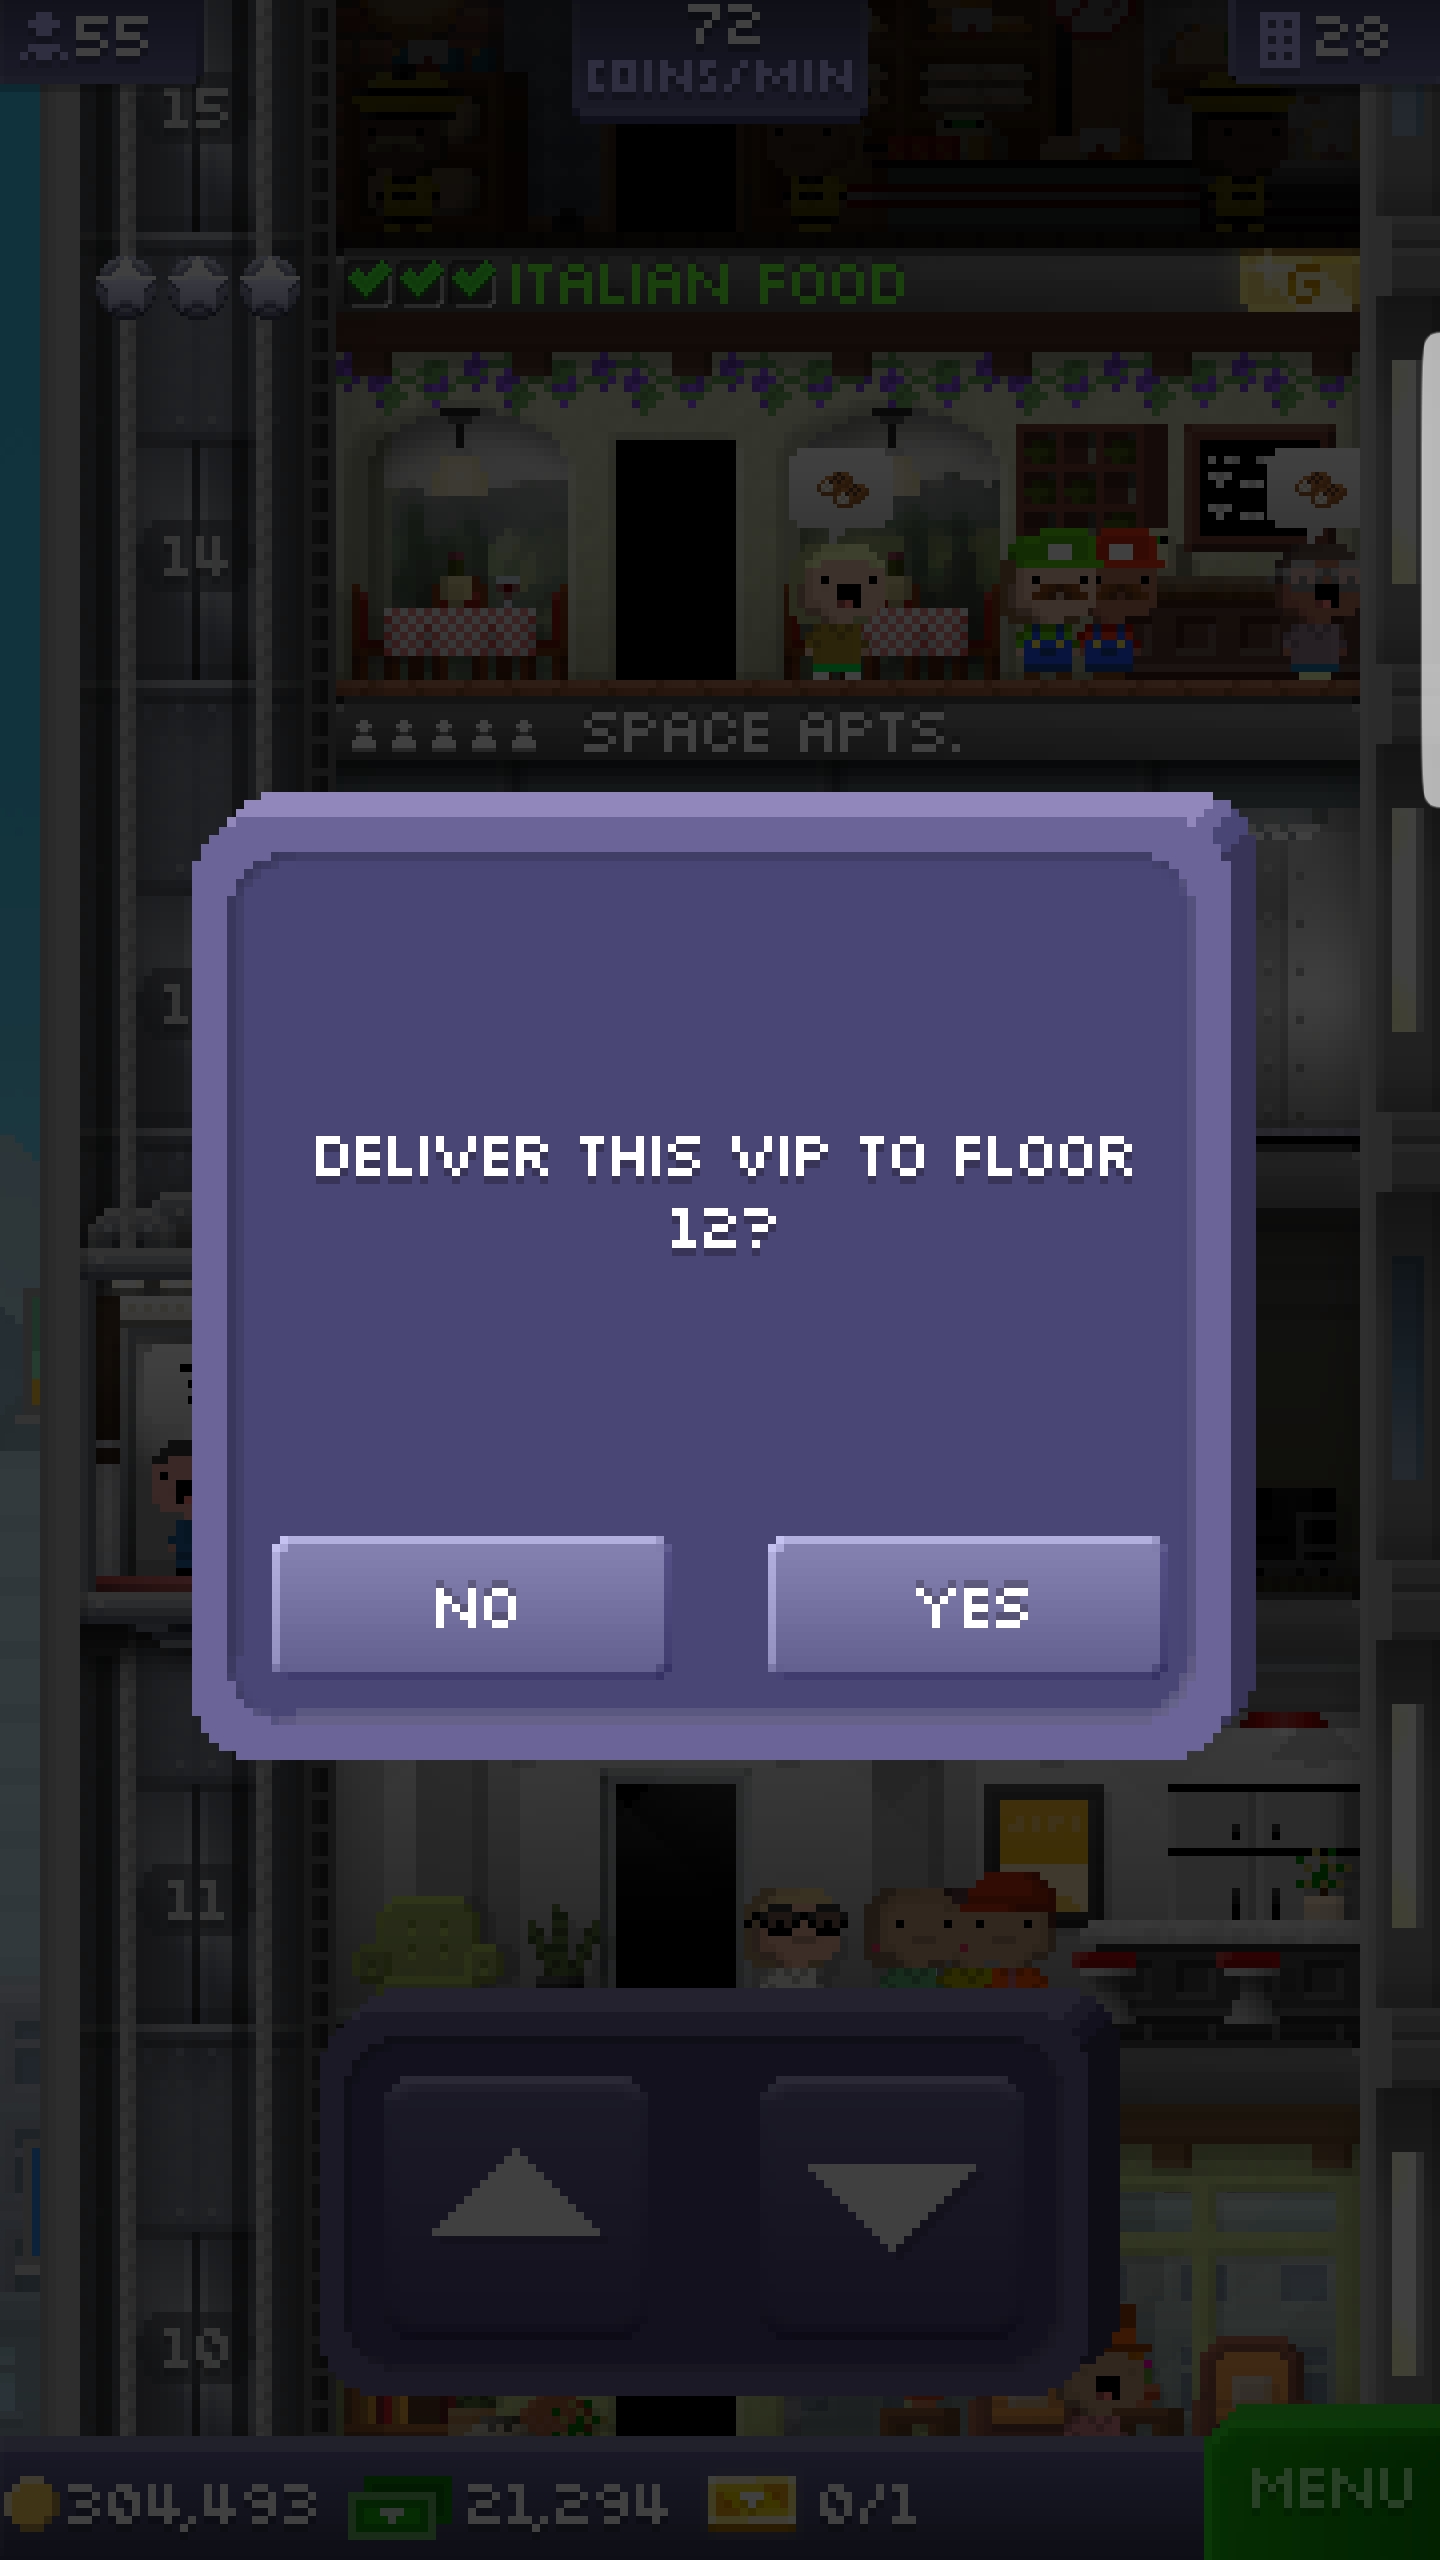 55
72
COINS/MIN
28
15
ITALIAN FOOD
G
14
SPACE APTS.
DELIVER THIS VIP TO FLOOR
12?
NO
YES
11
10
304,493
21,294
0/1
MENU